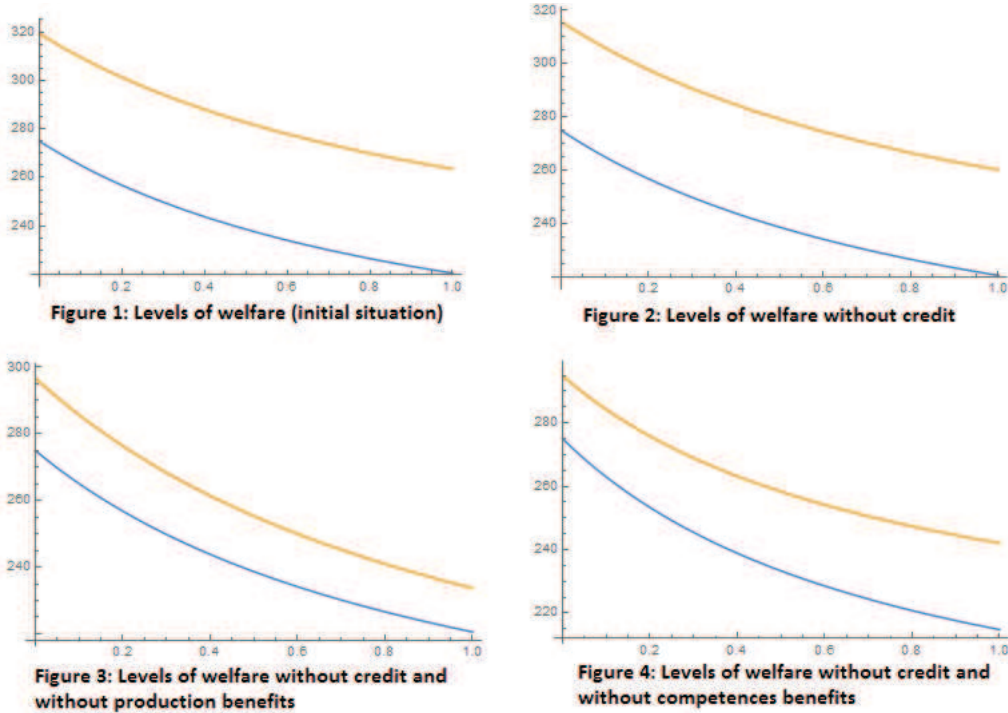 320
300
280
260
240
0.2 0.4 0.6 0.8 1.0
Figure 1: Levels of welfare (initial situation)
320
300
280
260
240
0.2 0.4 0.6 0.8 1.0
Figure 2: Levels of welfare without credit
300
280
260
240
0.2 0.4 0.6 0.8 1.0
Figure 3: Levels of welfare without credit and
without production benefits
280
260
240
220
0.2 0.4 0.6 0.8 1.0
Figure 4: Levels of welfare without credit and
without competences benefits